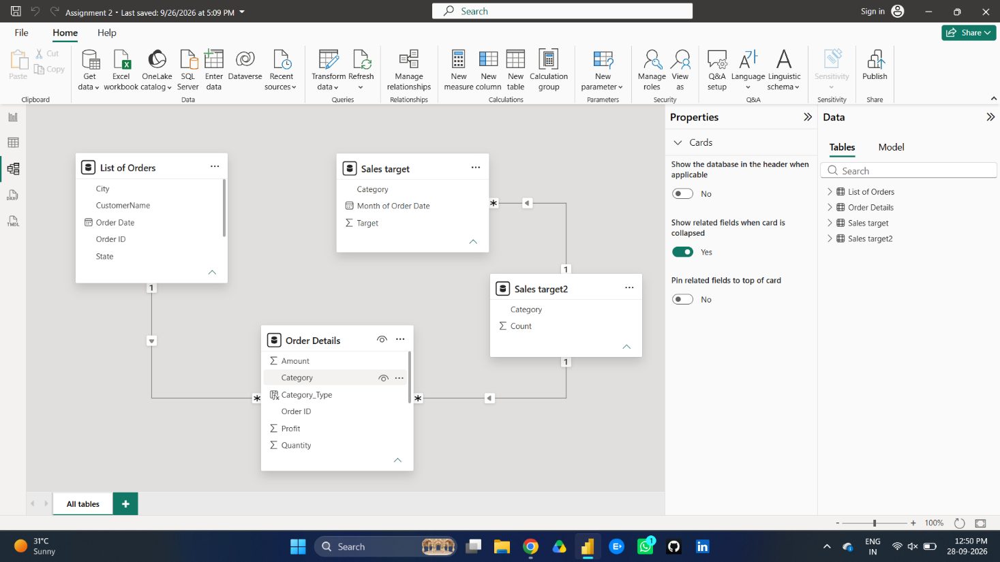 Assignment 2 • Last saved: 9/26/2026 at 5:09 PM
Search
Sign in
File
Home
Help
Share
Paste
Cut
Copy
Clipboard
Get
data
Excel
workbook
OneLake
catalog
SQL
Server
Enter
data
Dataverse
Recent
sources
Data
Transform
data
Refresh
Queries
Manage
relationships
Relationships
New
measure
New
column
New
table
Calculation
group
Calculations
New
parameter
Parameters
Manage
roles
View
as
Security
Q&A
setup
Language
Linguistic
schema
Q&A
Sensitivity
Sensitivity
Publish
Share
DAX
TMDL
List of Orders
City
CustomerName
Order Date
Order ID
State
1
Sales target
Category
Month of Order Date
Target
*
1
Sales target2
Category
Count
1
Order Details
Amount
Category
Category_Type
Order ID
Profit
Quantity
*
*
All tables
+
Properties
Cards
Show the database in the header when
applicable
No
Show related fields when card is
collapsed
Yes
Pin related fields to top of card
No
Data
Tables
Model
Search
List of Orders
Order Details
Sales target
Sales target2
- + 100%
31°C
Sunny
Search
1
ENG
IN
12:50 PM
28-09-2026